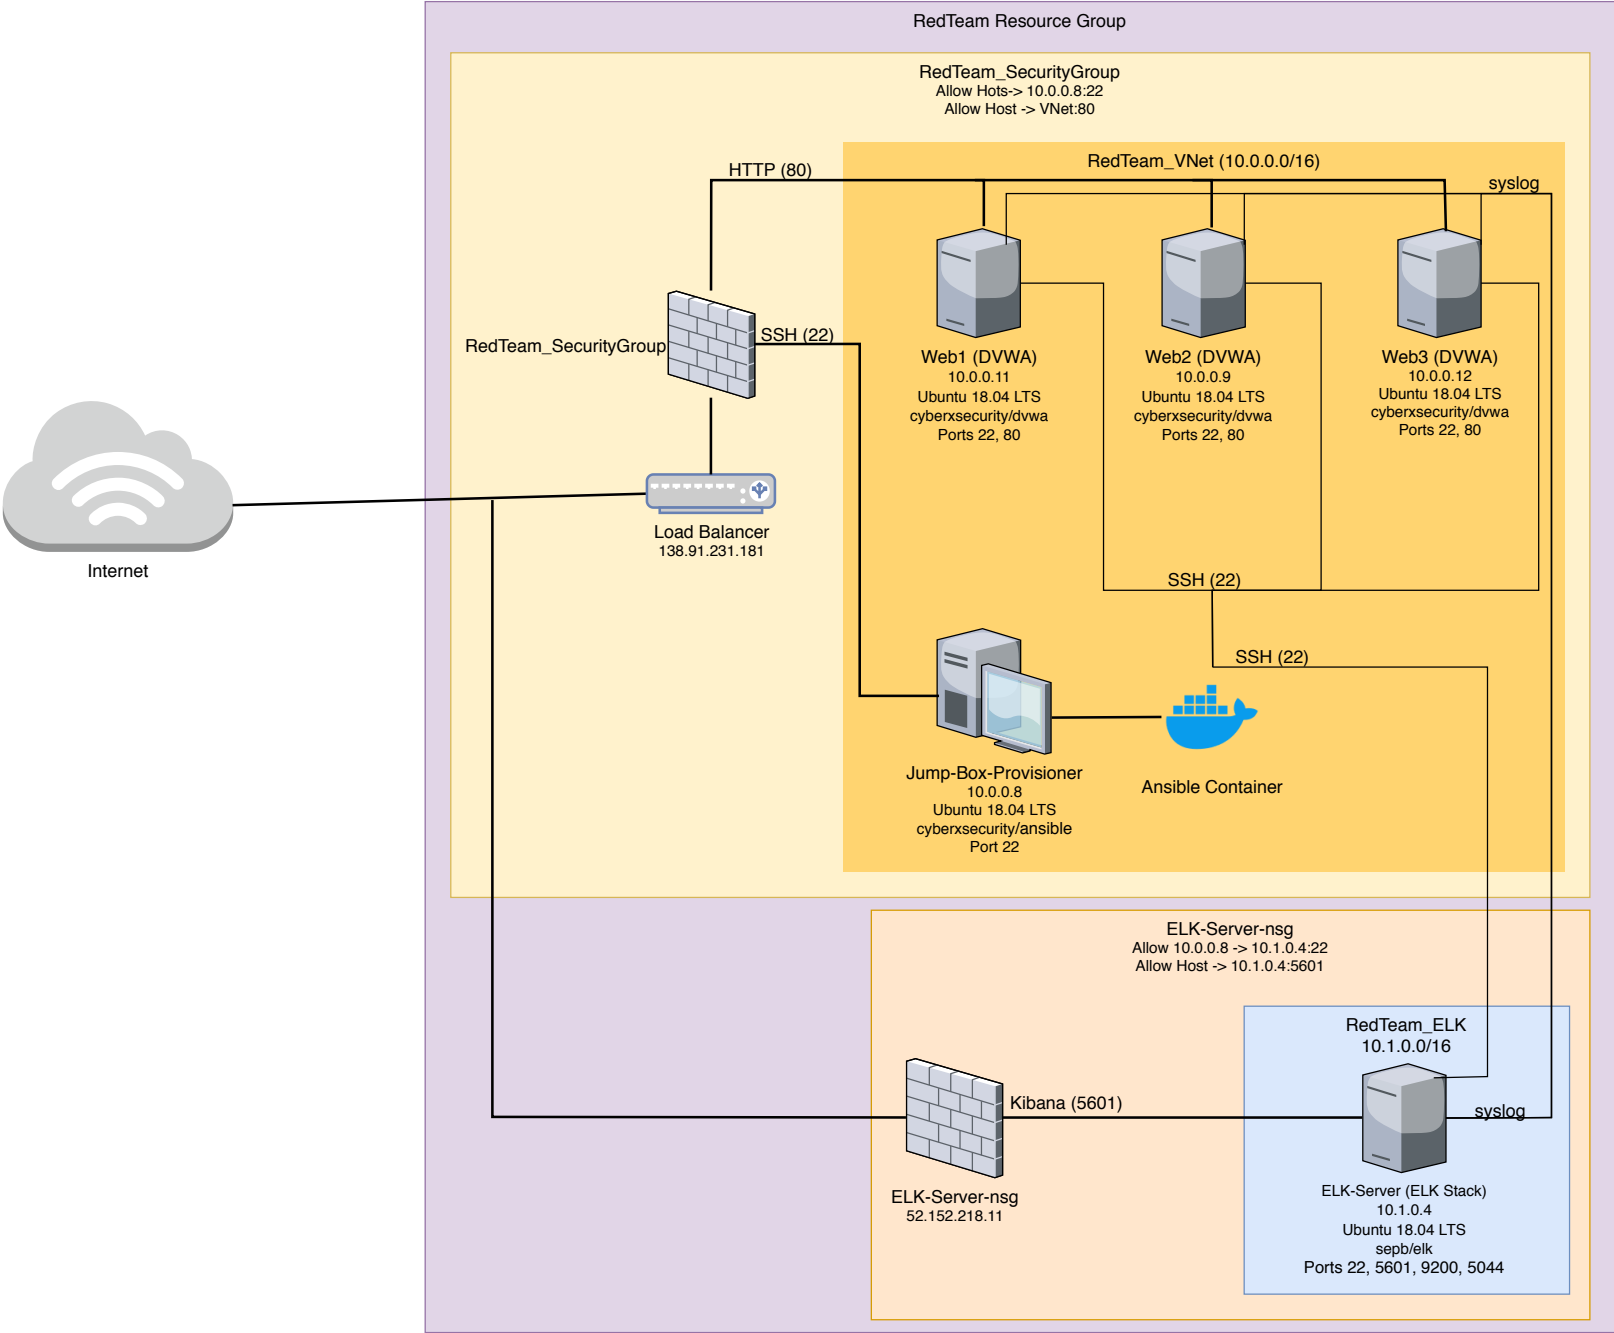 RedTeam Resource Group
RedTeam_SecurityGroup
Allow Hots-> 10.0.0.8:22
Allow Host -> VNet:80
RedTeam_VNet (10.0.0.0/16)
HTTP (80)
syslog
SSH (22)
RedTeam_SecurityGroup
Web1 (DVWA)
10.0.0.11
Ubuntu 18.04 LTS
cyberxsecurity/dvwa
Ports 22, 80
Web2 (DVWA)
10.0.0.9
Ubuntu 18.04 LTS
cyberxsecurity/dvwa
Ports 22, 80
Web3 (DVWA)
10.0.0.12
Ubuntu 18.04 LTS
cyberxsecurity/dvwa
Ports 22, 80
Internet
Load Balancer
138.91.231.181
SSH (22)
SSH (22)
Jump-Box-Provisioner
10.0.0.8
Ubuntu 18.04 LTS
cyberxsecurity/ansible
Port 22
Ansible Container
ELK-Server-nsg
Allow 10.0.0.8 -> 10.1.0.4:22
Allow Host -> 10.1.0.4:5601
RedTeam_ELK
10.1.0.0/16
Kibana (5601)
syslog
ELK-Server-nsg
52.152.218.11
ELK-Server (ELK Stack)
10.1.0.4
Ubuntu 18.04 LTS
sepb/elk
Ports 22, 5601, 9200, 5044